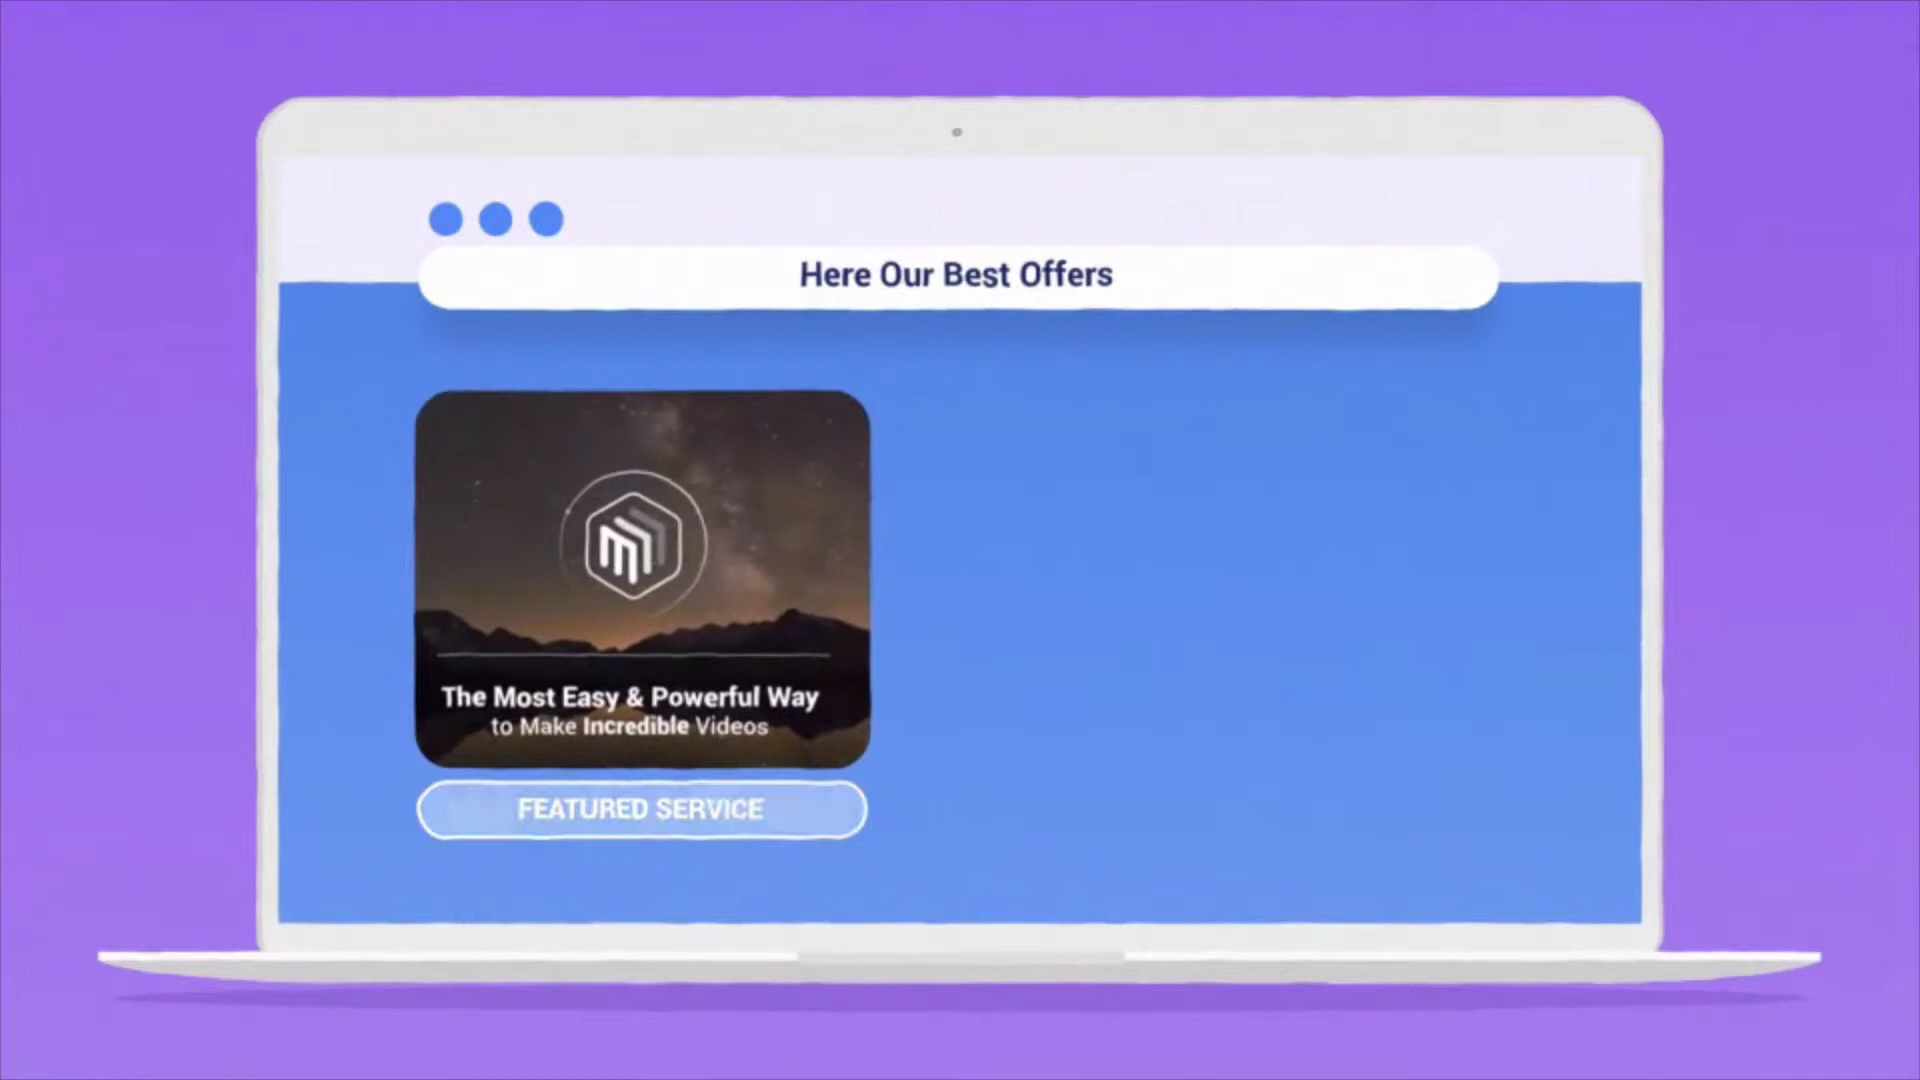 Here Our Best Offers
The Most Easy & Powerful Way
to Make Incredible Videos
FEATURED SERVICE